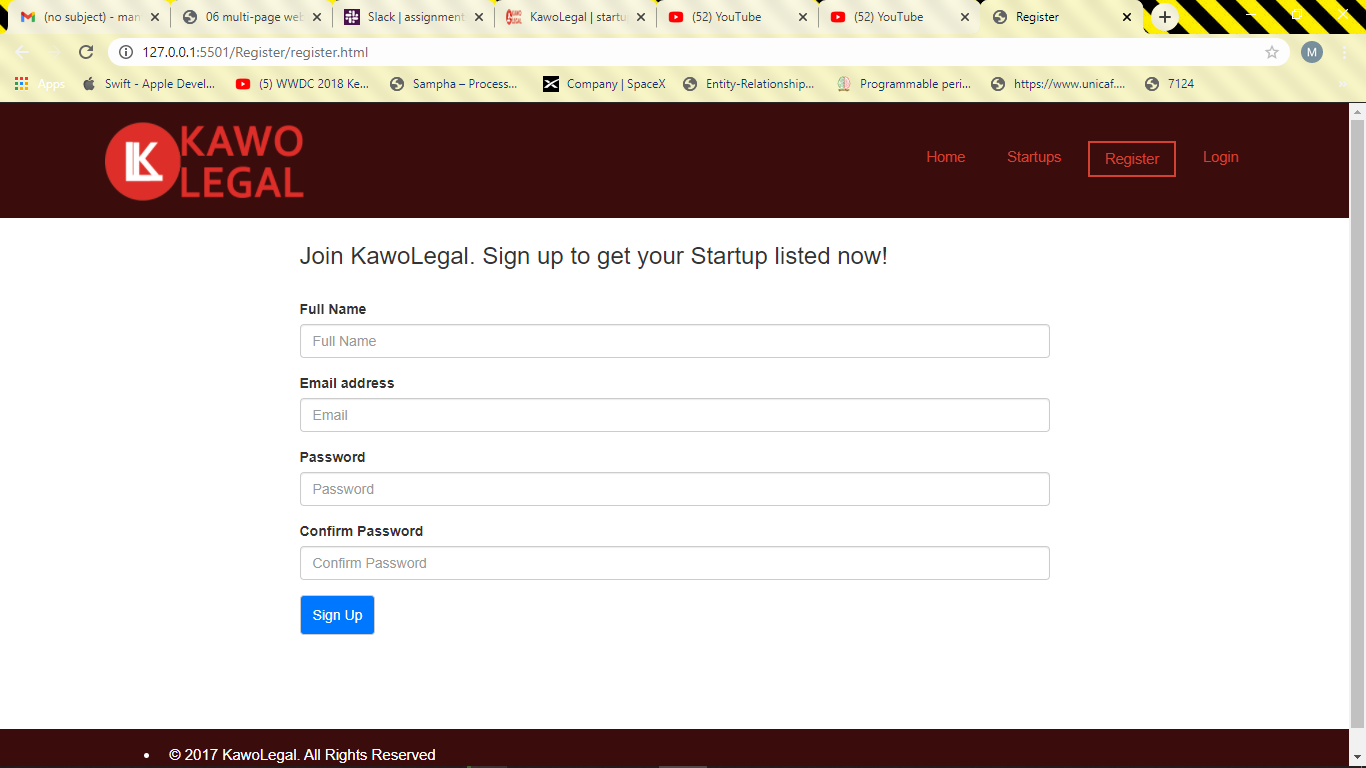 (no subject) - man
06 multi-page web
Slack | assignment
KawoLegal | startu
(52) YouTube
(52) YouTube
Register
127.0.0.1:5501/Register/register.html
M
Apps
Swift - Apple Devel...
(5) WWDC 2018 Ke...
Sampha – Process...
Company | SpaceX
Entity-Relationship...
Programmable peri...
https://www.unicaf....
7124
KAWO
LEGAL
Home
Startups
Register
Login
Join KawoLegal. Sign up to get your Startup listed now!
Full Name
Full Name
Email address
Email
Password
Password
Confirm Password
Confirm Password
Sign Up
• © 2017 KawoLegal. All Rights Reserved